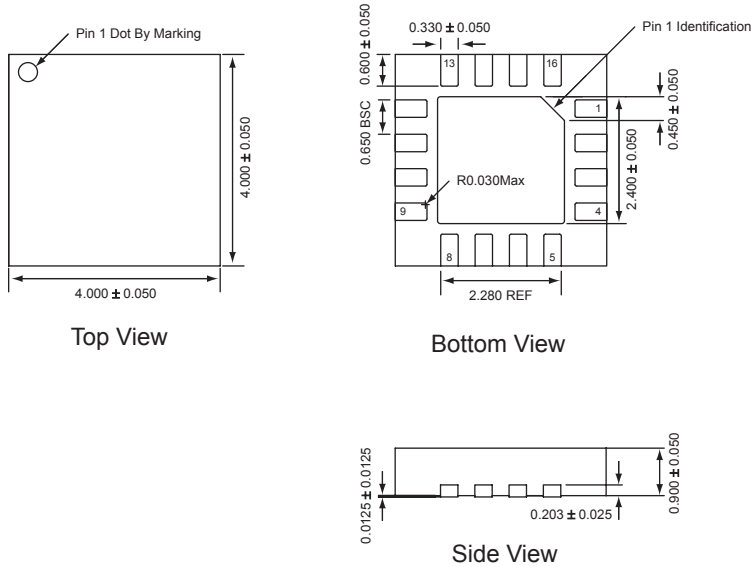 Pin 1 Dot By Marking
4.000 ± 0.050
4.000 ± 0.050
Top View
0.330 ± 0.050
Pin 1 Identification
0.600 ± 0.050
13
16
0.650 BSC
1
0.450 ± 0.050
2.400 ± 0.050
R0.030Max
9
4
8
5
2.280 REF
Bottom View
0.0125 ± 0.0125
0.203 ± 0.025
0.900 ± 0.050
Side View